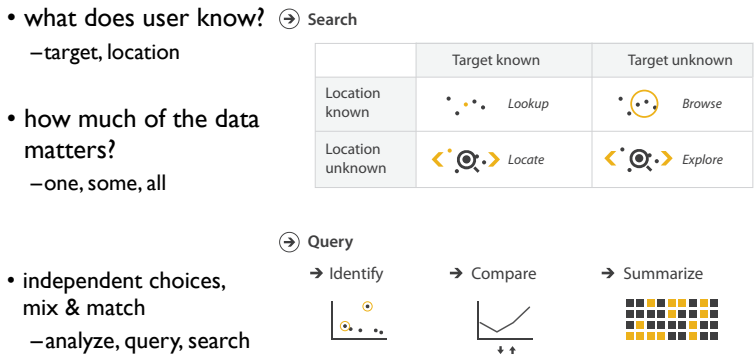 • what does user know?
–target, location
• how much of the data
matters?
–one, some, all
• independent choices,
mix & match
–analyze, query, search
Search
Target known Target unknown
Location
known
Lookup Browse
Location
unknown
Locate Explore
Query
Identify Compare Summarize